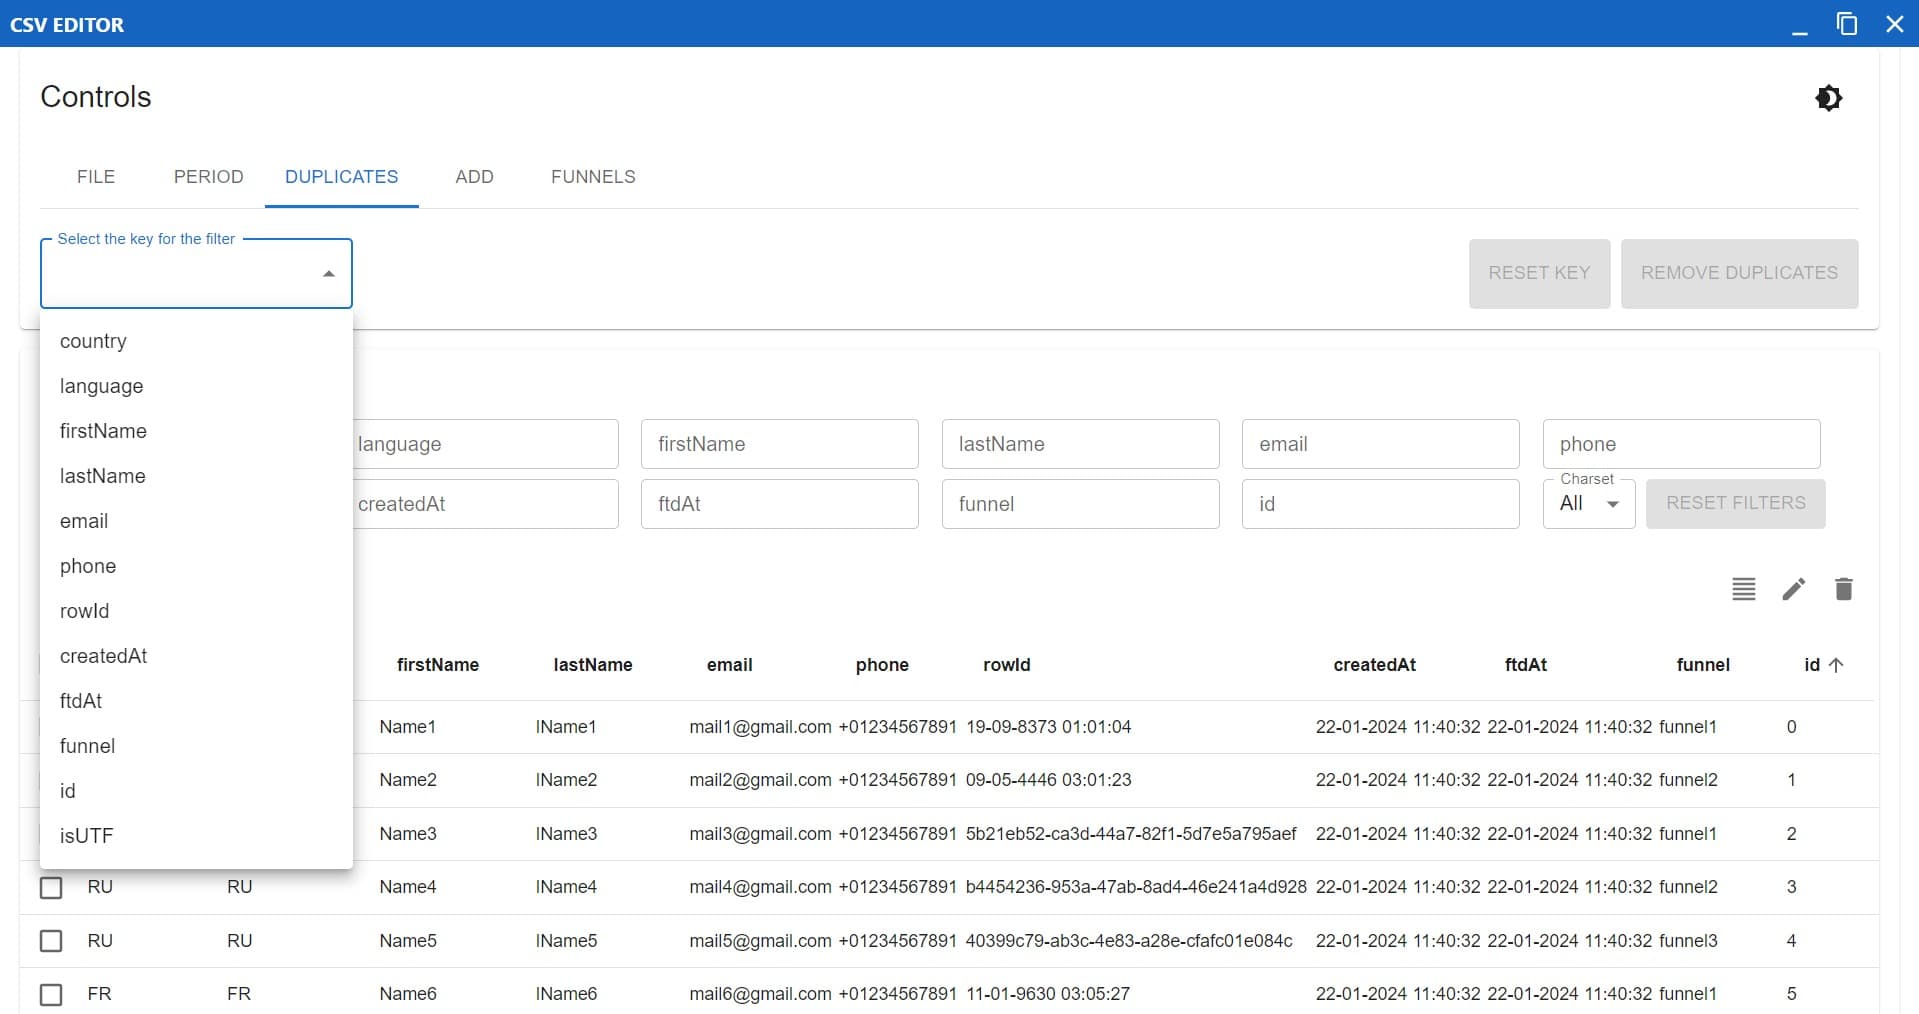 CSV EDITOR
Controls
FILE PERIOD DUPLICATES ADD FUNNELS
Select the key for the filter
RESET KEY REMOVE DUPLICATES
country
language
firstName
lastName
email
phone
rowId
createdAt
ftdAt
funnel
id
isUTF
language firstName lastName email phone
createdAt ftdAt funnel id Charset All RESET FILTERS
firstName lastName email phone rowId createdAt ftdAt funnel id
Name1 lName1 mail1@gmail.com +01234567891 19-09-8373 01:01:04 22-01-2024 11:40:32 22-01-2024 11:40:32 funnel1 0
Name2 lName2 mail2@gmail.com +01234567891 09-05-4446 03:01:23 22-01-2024 11:40:32 22-01-2024 11:40:32 funnel2 1
Name3 lName3 mail3@gmail.com +01234567891 5b21eb52-ca3d-44a7-82f1-5d7e5a795aef 22-01-2024 11:40:32 22-01-2024 11:40:32 funnel1 2
RU RU Name4 lName4 mail4@gmail.com +01234567891 b4454236-953a-47ab-8ad4-46e241a4d928 22-01-2024 11:40:32 22-01-2024 11:40:32 funnel2 3
RU RU Name5 lName5 mail5@gmail.com +01234567891 40399c79-ab3c-4e83-a28e-cfafc01e084c 22-01-2024 11:40:32 22-01-2024 11:40:32 funnel3 4
FR FR Name6 lName6 mail6@gmail.com +01234567891 11-01-9630 03:05:27 22-01-2024 11:40:32 22-01-2024 11:40:32 funnel1 5